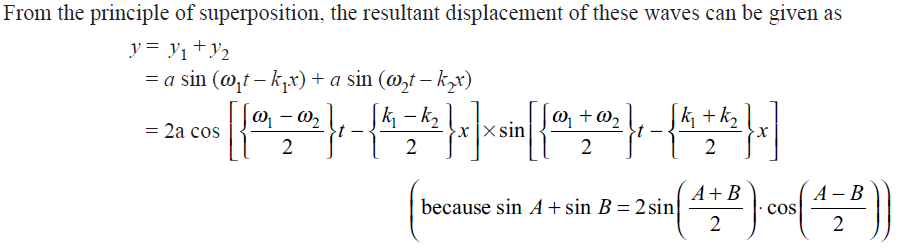 From the principle of superposition, the resultant displacement of these waves can be given as
y = y₁ + y₂
= a sin (ω₁t – k₁x) + a sin (ω₂t – k₂x)
= 2a cos [{(ω₁ − ω₂)/2}t − {(k₁ − k₂)/2}x] × sin[{(ω₁ + ω₂)/2}t − {(k₁ + k₂)/2}x]
(because sin A + sin B = 2 sin((A + B)/2) · cos((A − B)/2))